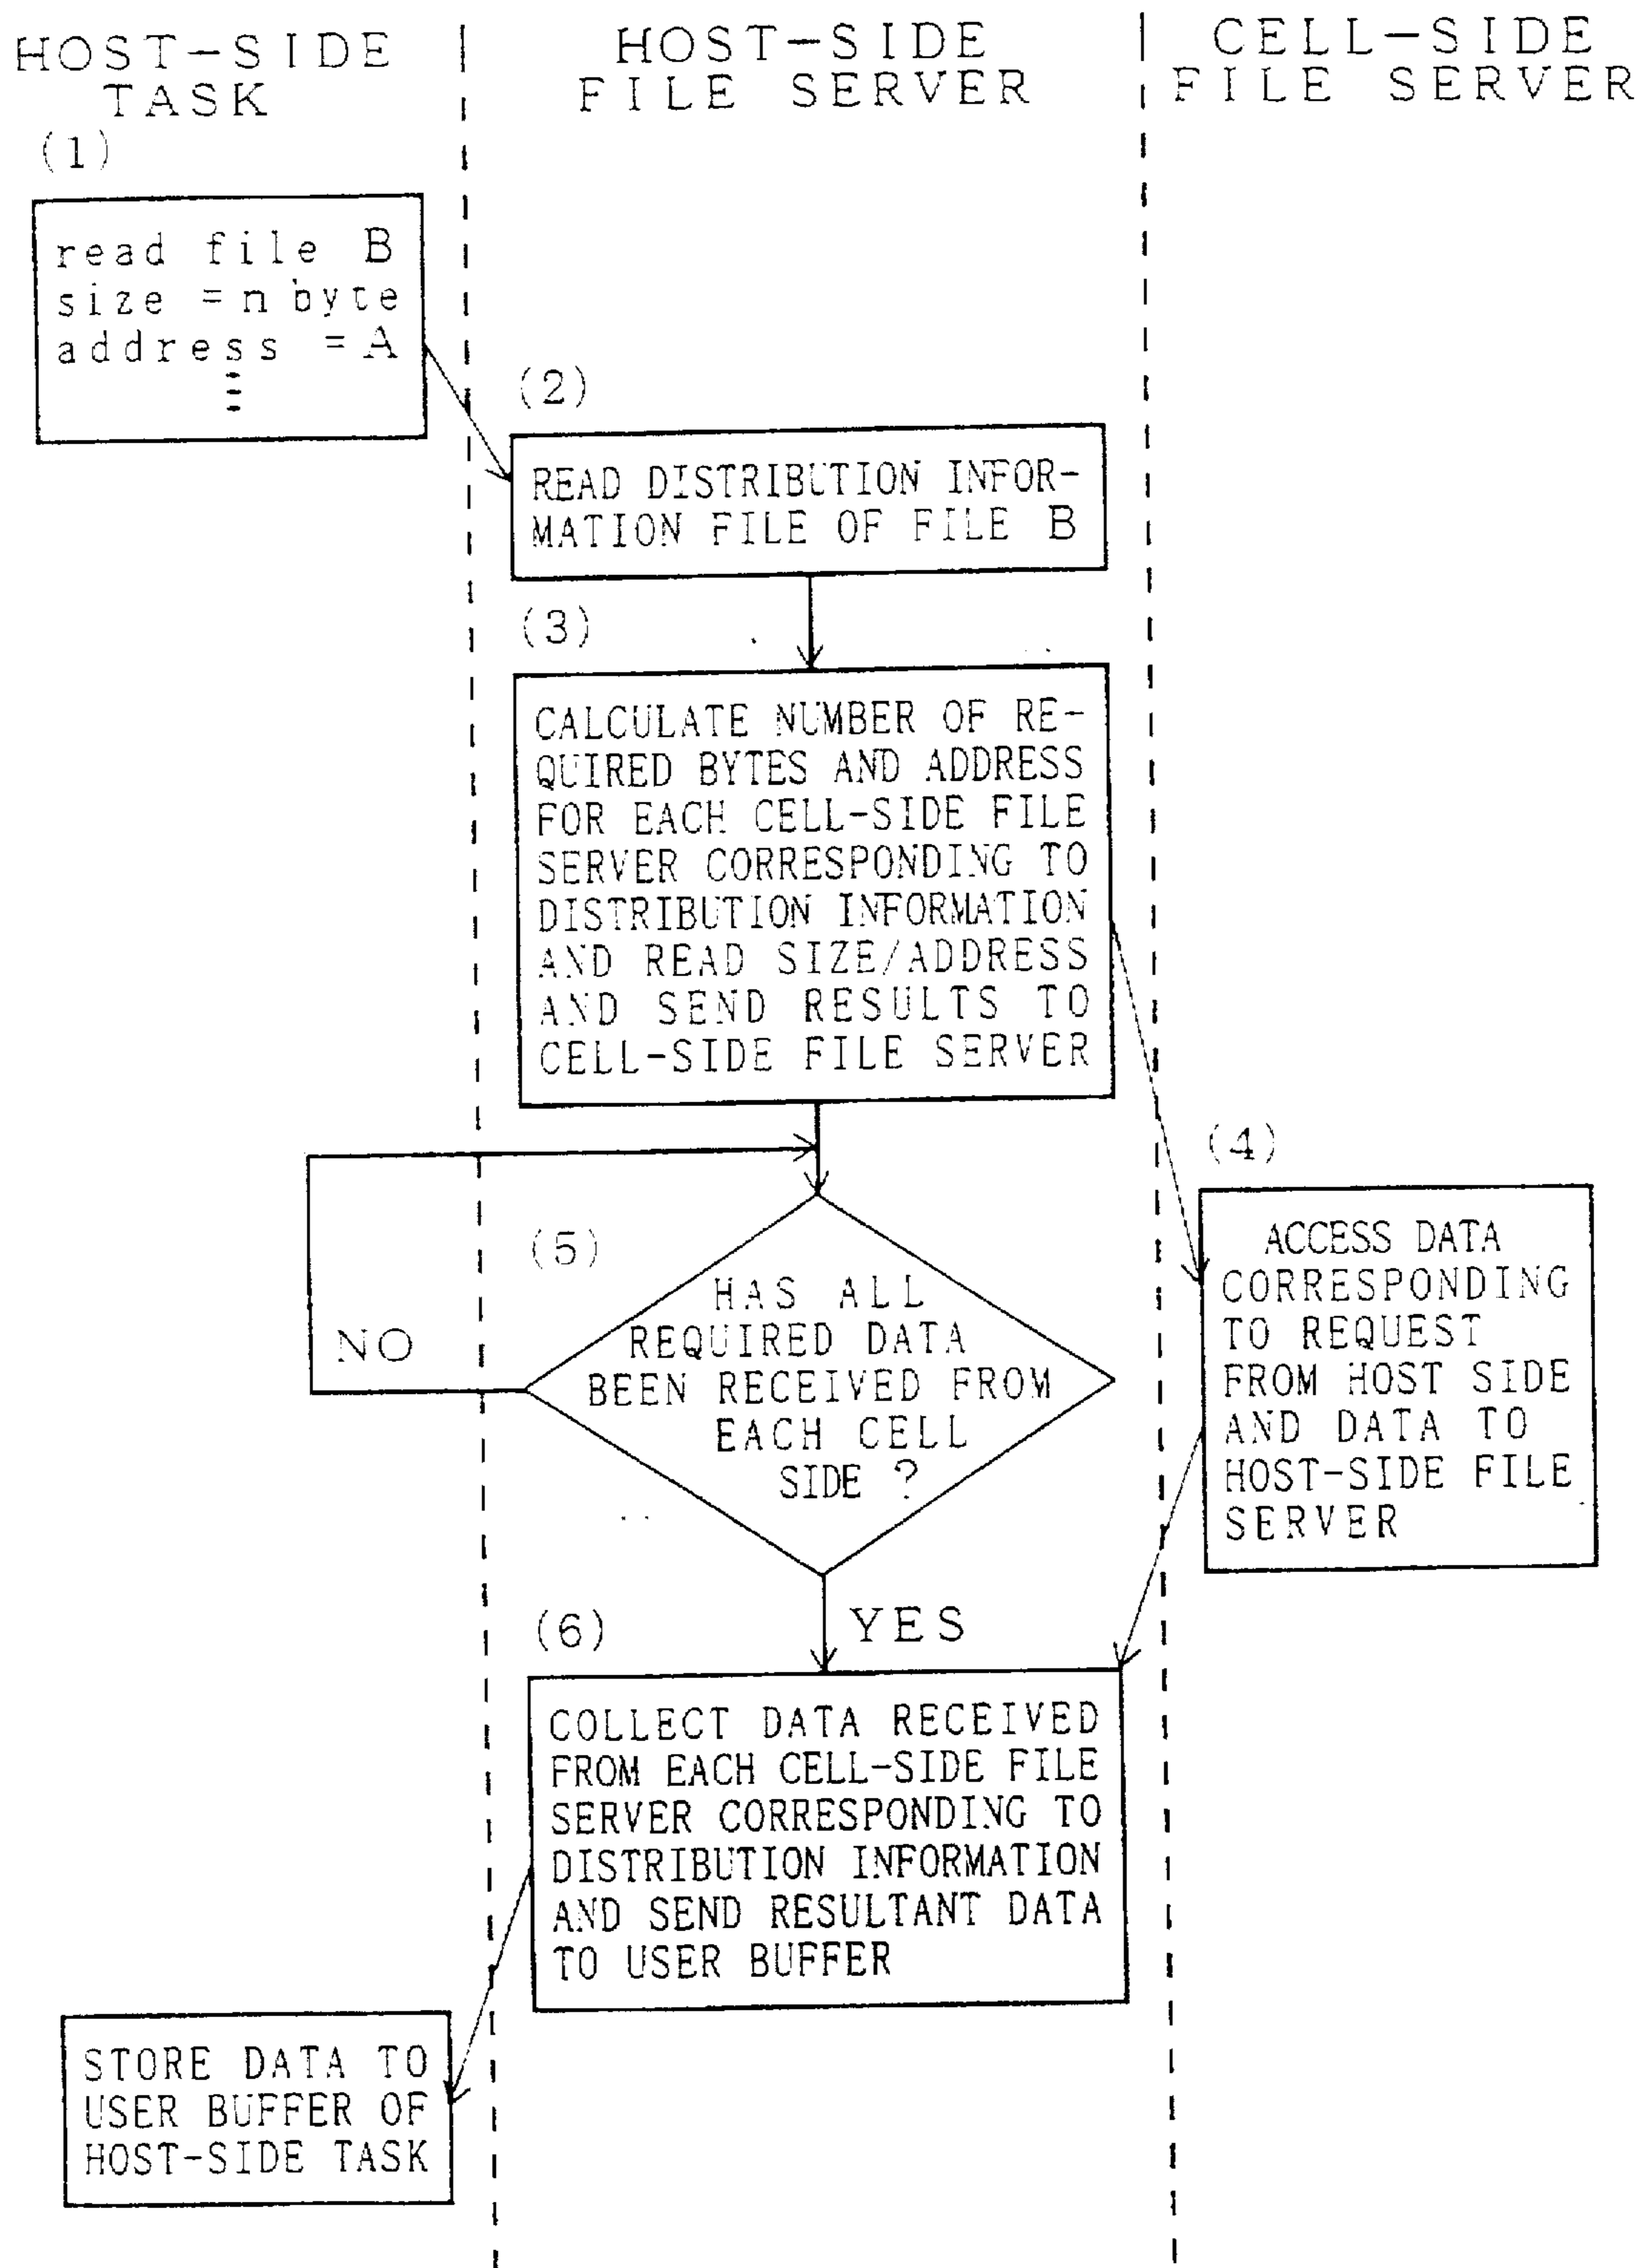 HOST-SIDE
TASK
HOST-SIDE
FILE SERVER
CELL-SIDE
FILE SERVER
(1)
read file B
size = n byte
address = A
(2)
READ DISTRIBUTION INFOR-
MATION FILE OF FILE B
(3)
CALCULATE NUMBER OF RE-
QUIRED BYTES AND ADDRESS
FOR EACH CELL-SIDE FILE
SERVER CORRESPONDING TO
DISTRIBUTION INFORMATION
AND READ SIZE/ADDRESS
AND SEND RESULTS TO
CELL-SIDE FILE SERVER
(4)
ACCESS DATA
CORRESPONDING
TO REQUEST
FROM HOST SIDE
AND DATA TO
HOST-SIDE FILE
SERVER
(5)
HAS ALL
REQUIRED DATA
BEEN RECEIVED FROM
EACH CELL
SIDE ?
NO
YES
(6)
COLLECT DATA RECEIVED
FROM EACH CELL-SIDE FILE
SERVER CORRESPONDING TO
DISTRIBUTION INFORMATION
AND SEND RESULTANT DATA
TO USER BUFFER
STORE DATA TO
USER BUFFER OF
HOST-SIDE TASK